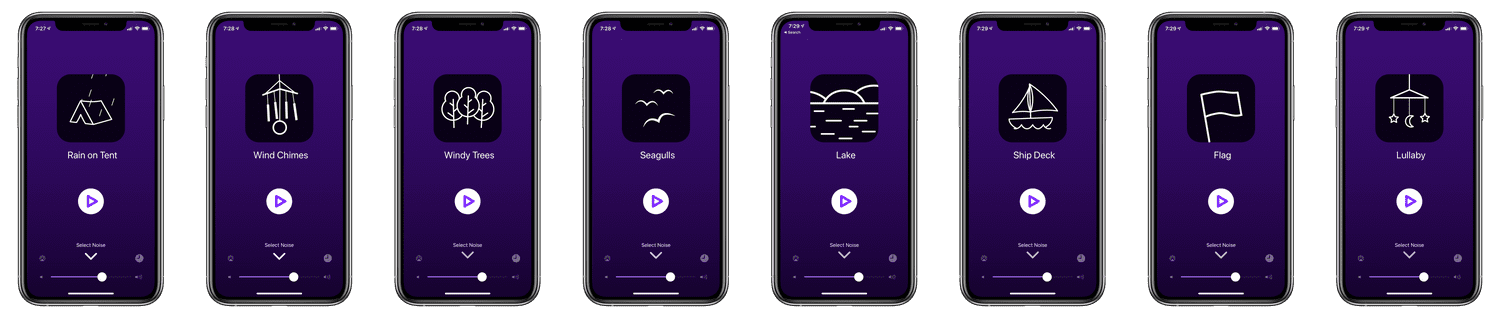 7:27
Rain on Tent
Select Noise
7:28
Wind Chimes
Select Noise
7:28
Windy Trees
Select Noise
7:28
Seagulls
Select Noise
7:29
Search
Lake
Select Noise
7:29
Ship Deck
Select Noise
7:29
Flag
Select Noise
7:29
Lullaby
Select Noise